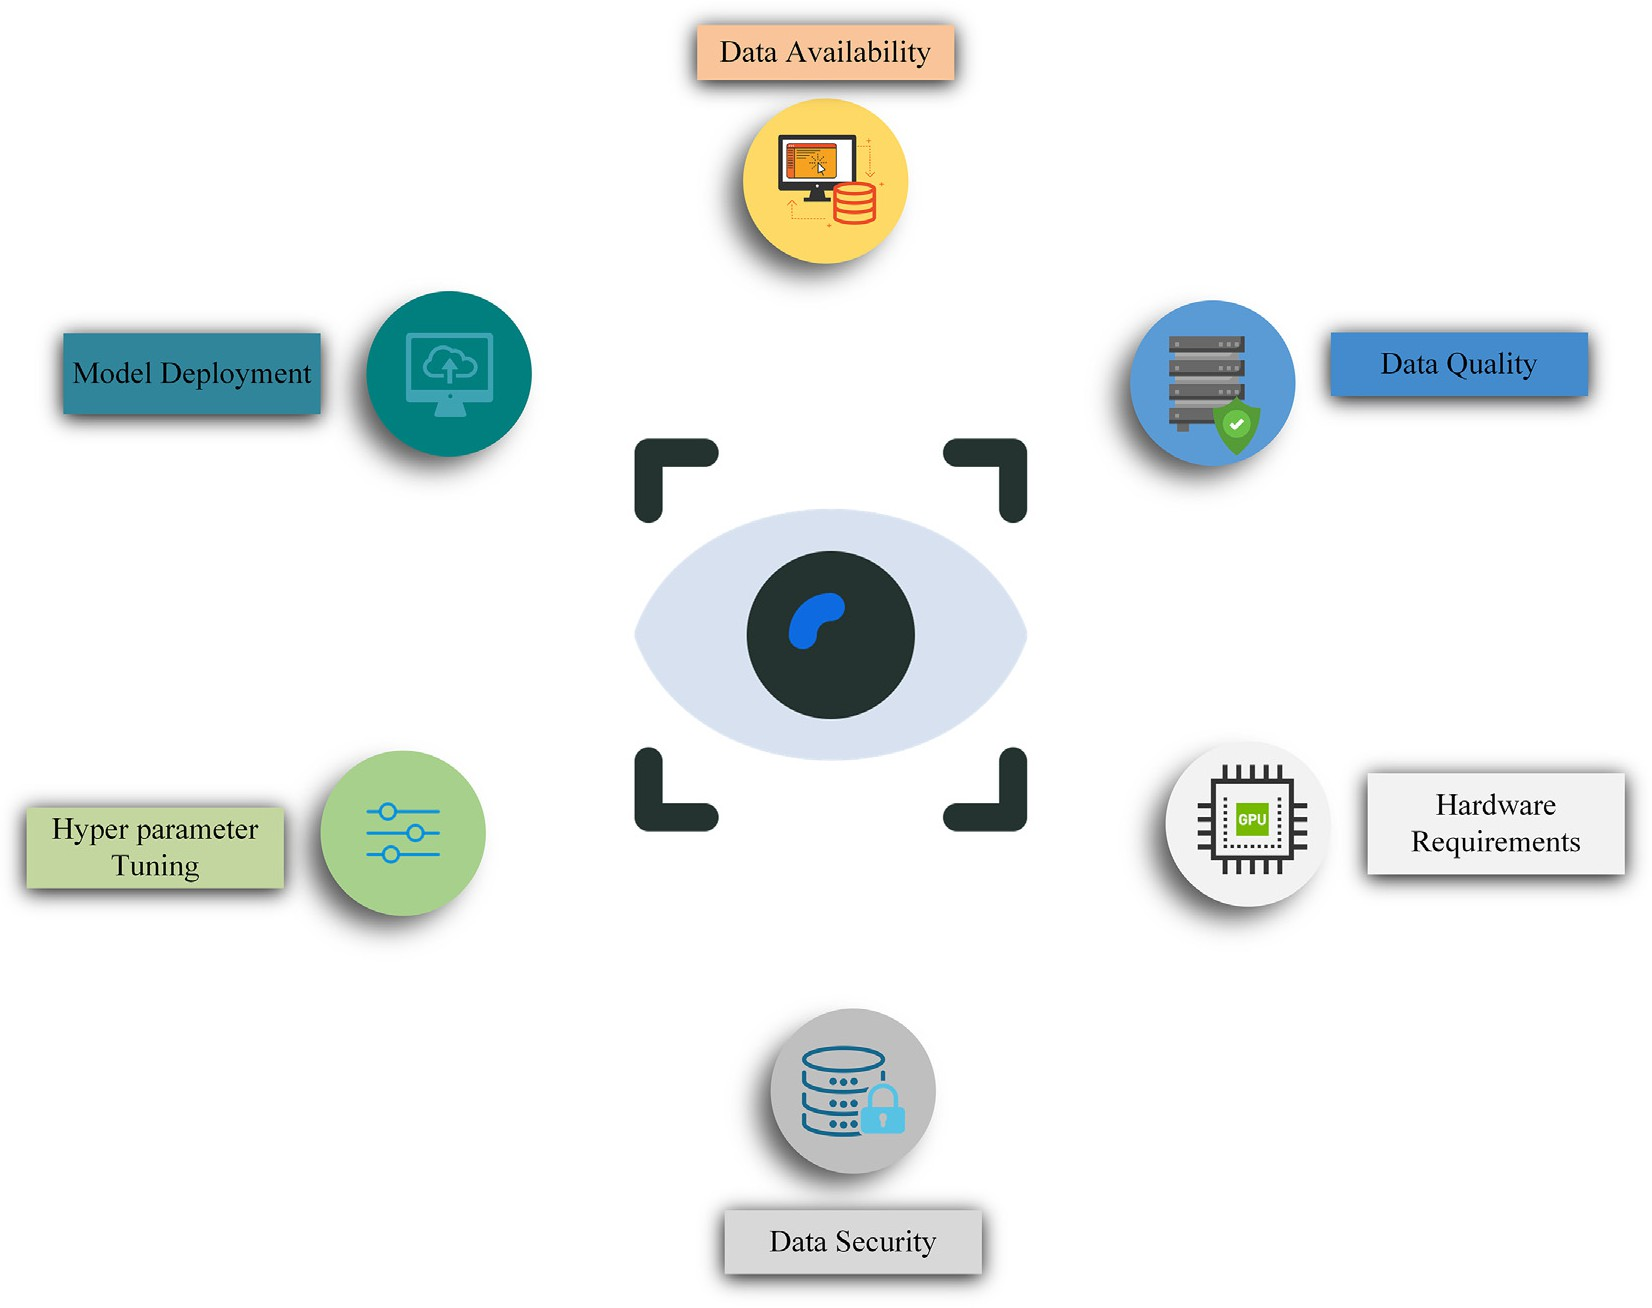 Data Availability
Model Deployment
Data Quality
Hyper parameter
Tuning
GPU
Hardware
Requirements
Data Security